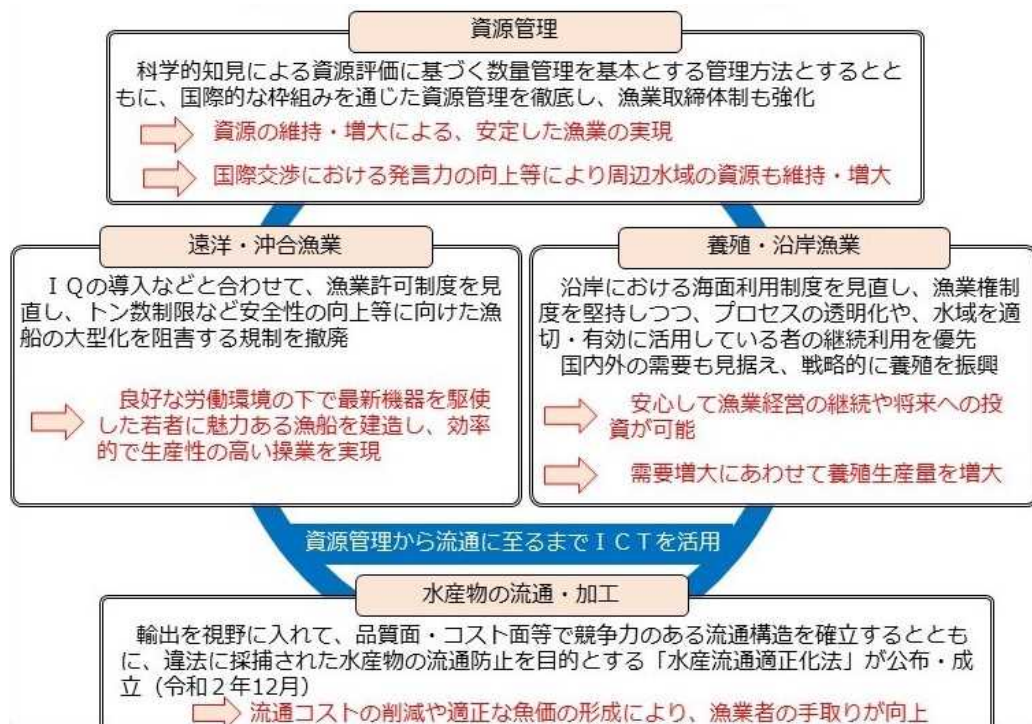 資源管理
科学的知見による資源評価に基づく数量管理を基本とする管理方法とするとと
もに、国際的な枠組みを通じた資源管理を徹底し、漁業取締体制も強化
資源の維持・増大による、安定した漁業の実現
国際交渉における発言力の向上等により周辺水域の資源も維持・増大
遠洋・沖合漁業
ＩＱの導入などと合わせて、漁業許可制度を見
直し、トン数制限など安全性の向上等に向けた漁
船の大型化を阻害する規制を撤廃
良好な労働環境の下で最新機器を駆使
した若者に魅力ある漁船を建造し、効率
的で生産性の高い操業を実現
養殖・沿岸漁業
沿岸における海面利用制度を見直し、漁業権制
度を堅持しつつ、プロセスの透明化や、水域を適
切・有効に活用している者の継続利用を優先
国内外の需要も見据え、戦略的に養殖を振興
安心して漁業経営の継続や将来への投
資が可能
需要増大にあわせて養殖生産量を増大
資源管理から流通に至るまでＩＣＴを活用
水産物の流通・加工
輸出を視野に入れて、品質面・コスト面等で競争力のある流通構造を確立するととも
に、違法に採捕された水産物の流通防止を目的とする「水産流通適正化法」が公布・成
立（令和２年12月）
流通コストの削減や適正な魚価の形成により、漁業者の手取りが向上